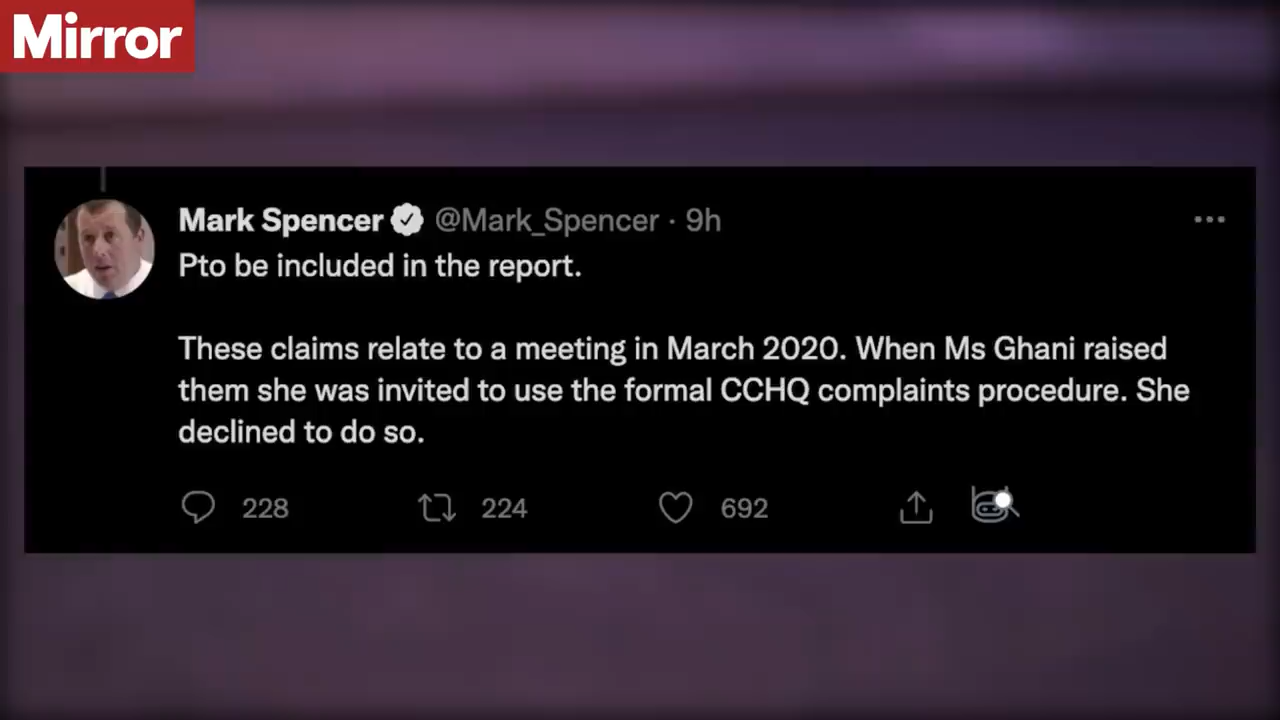 Mirror
Mark Spencer @Mark_Spencer · 9h
Pto be included in the report.
These claims relate to a meeting in March 2020. When Ms Ghani raised
them she was invited to use the formal CCHQ complaints procedure. She
declined to do so.
228 224 692